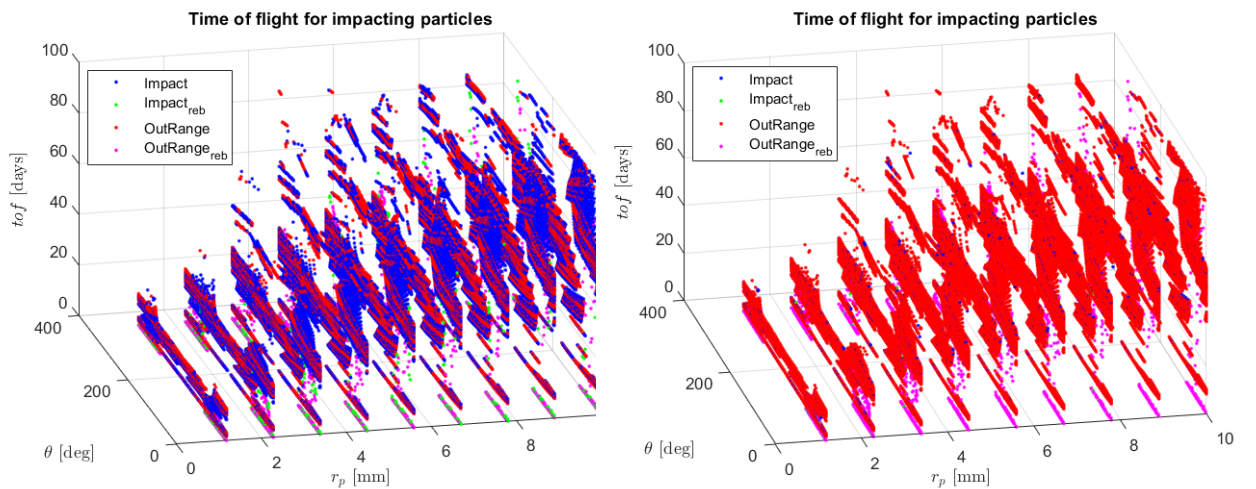 Time of flight for impacting particles
100
80
60
40
20
0
tof [days]
Impact
Impact_reb
OutRange
OutRange_reb
400
200
0
θ [deg]
0
2
4
6
8
r_p [mm]
Time of flight for impacting particles
100
80
60
40
20
0
tof [days]
Impact
Impact_reb
OutRange
OutRange_reb
400
200
0
θ [deg]
0
2
4
6
8
10
r_p [mm]